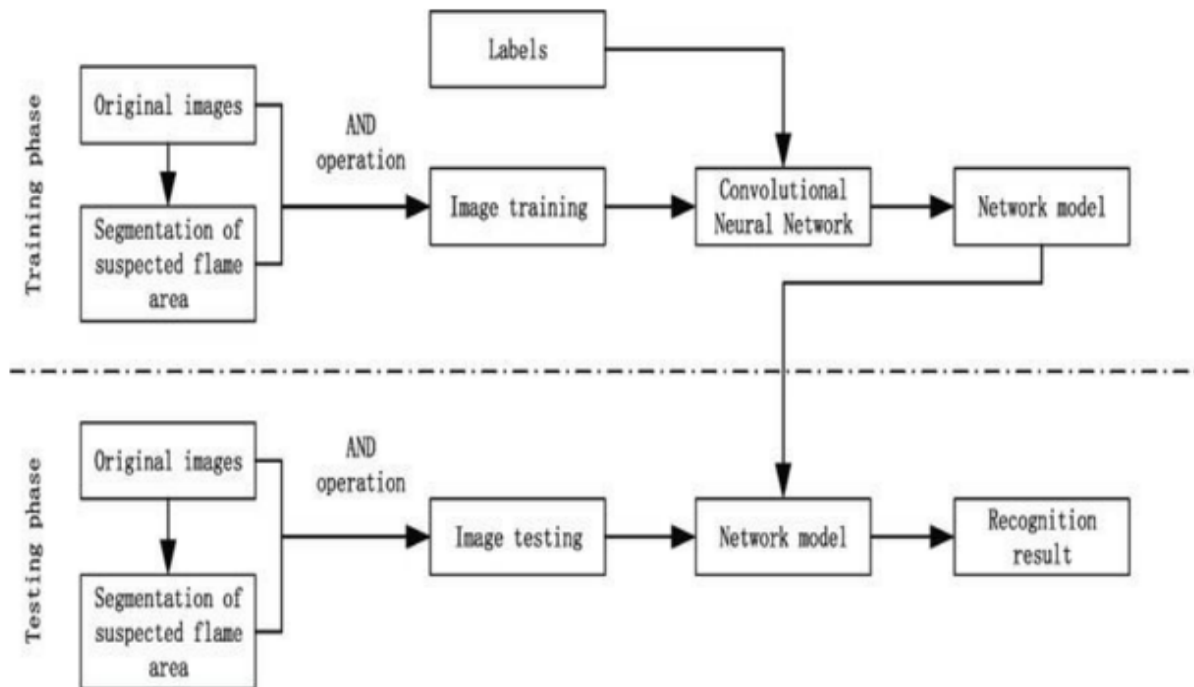 Training phase
Labels
Original images
AND
operation
Image training
Convolutional
Neural Network
Network model
Segmentation of
suspected flame
area
Testing phase
Original images
AND
operation
Image testing
Network model
Recognition
result
Segmentation of
suspected flame
area